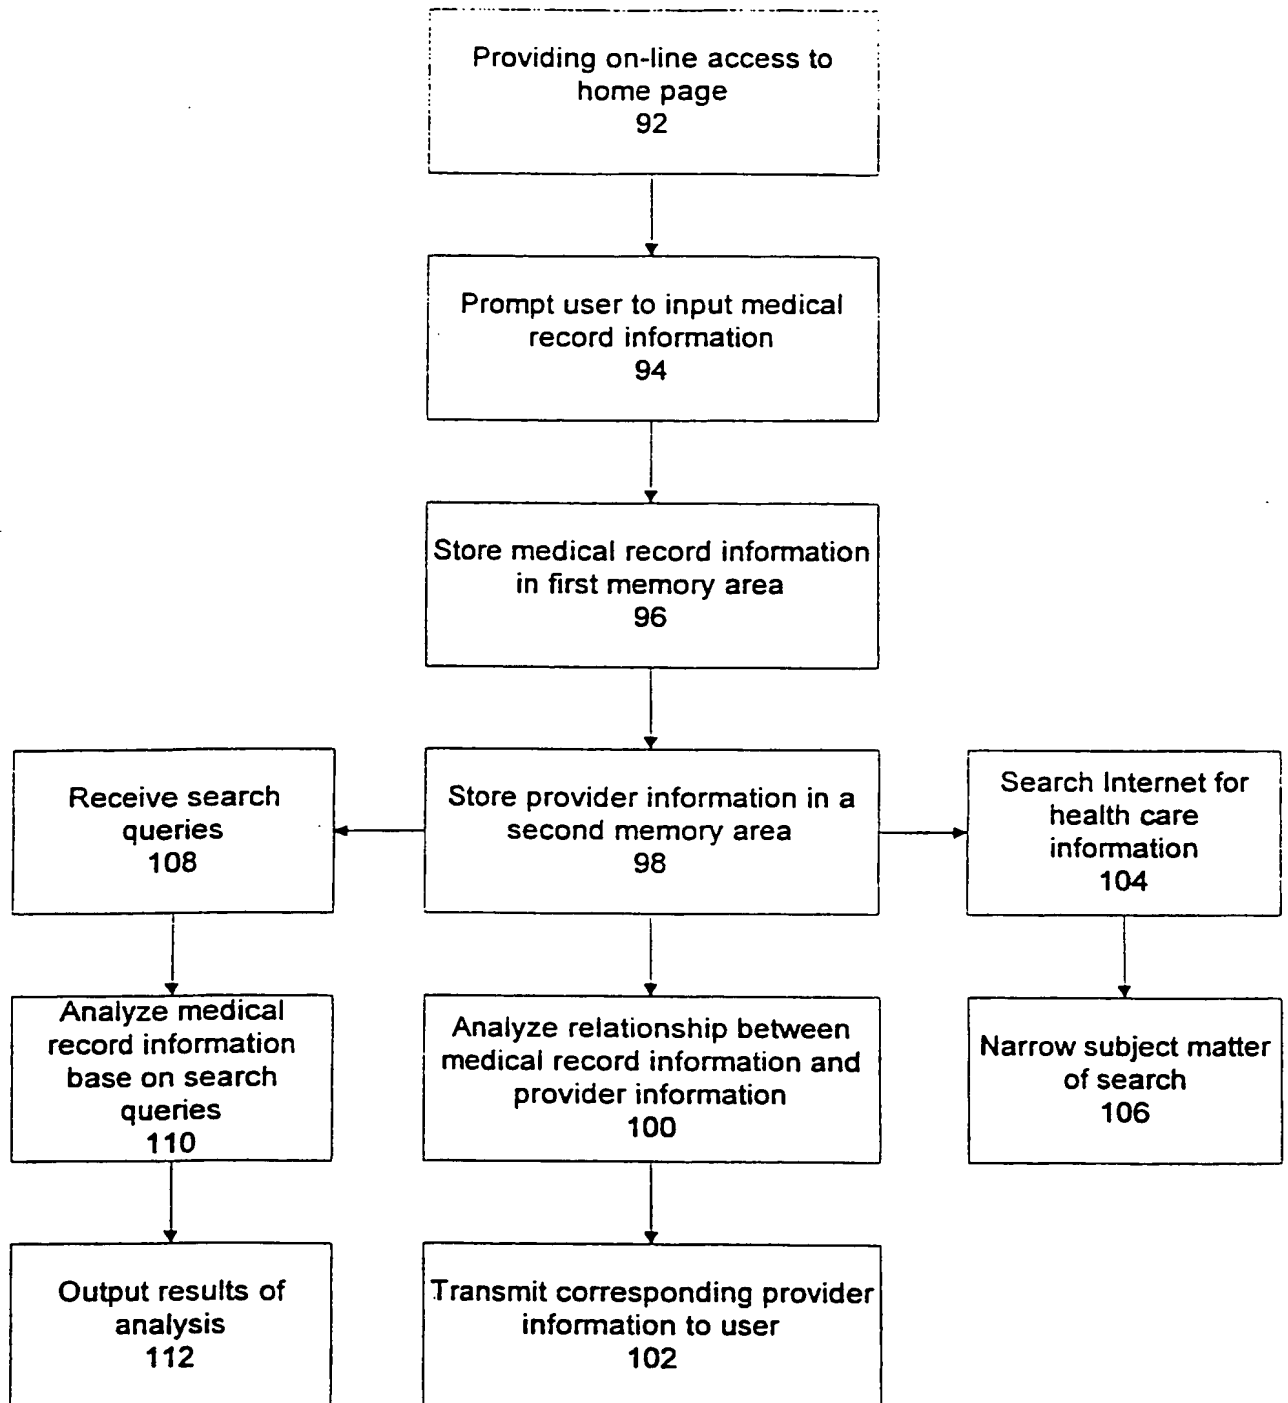 Providing on-line access to
home page
92
Prompt user to input medical
record information
94
Store medical record information
in first memory area
96
Receive search
queries
108
Store provider information in a
second memory area
98
Search Internet for
health care
information
104
Analyze medical
record information
base on search
queries
110
Analyze relationship between
medical record information and
provider information
100
Narrow subject matter
of search
106
Output results of
analysis
112
Transmit corresponding provider
information to user
102